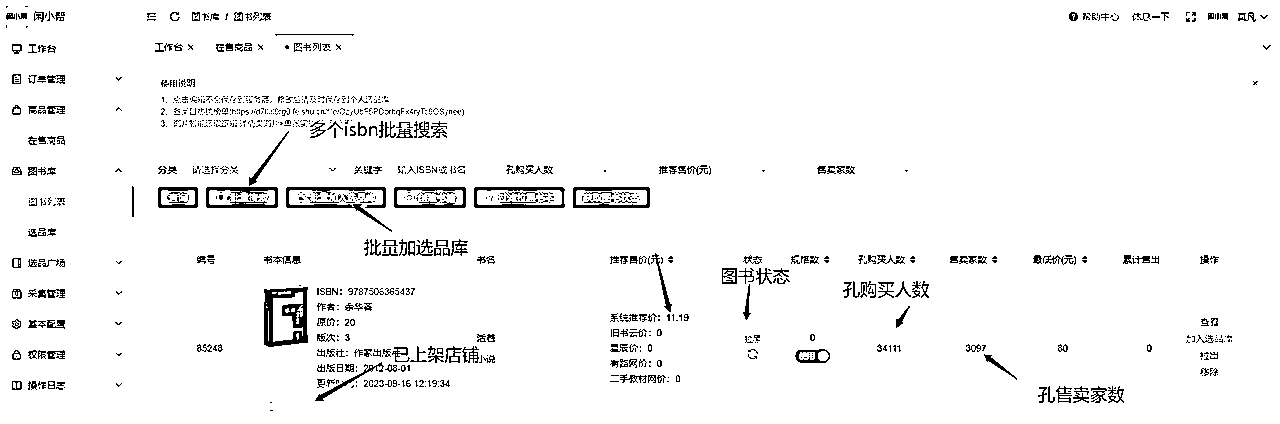 闲小帮
图书库 / 图书列表
帮助中心 休息一下
工作台
在售商品
图书列表
工作台
订单管理
商品管理
在售商品
图书库
图书列表
选品库
选品广场
采集管理
基本配置
权限管理
操作日志
使用说明
多个isbn批量搜索
分类 请选择分类 关键字 输入ISBN或书名 孔购买人数 - 推荐售价(元) - 售卖家数 -
查询
批量加选品库
图书状态
孔购买人数
编号 书本信息 书名 推荐售价(元) 状态 规格数 孔购买人数 售卖家数 最低价(元) 累计售出 操作
85248
ISBN: 9787506365437
作者: 余华著
原价: 20
版次: 3
出版社: 作家出版社
出版日期: 2012-08-01
更新时间: 2023-09-16 12:19:34
活着
小说
系统推荐价: 11.19
旧书云价: 0
星辰价: 0
有路网价: 0
二手教材网价: 0
0
34111
3097
80
0
查看
加入选品库
拉出
移除
已上架店铺
孔售卖家数